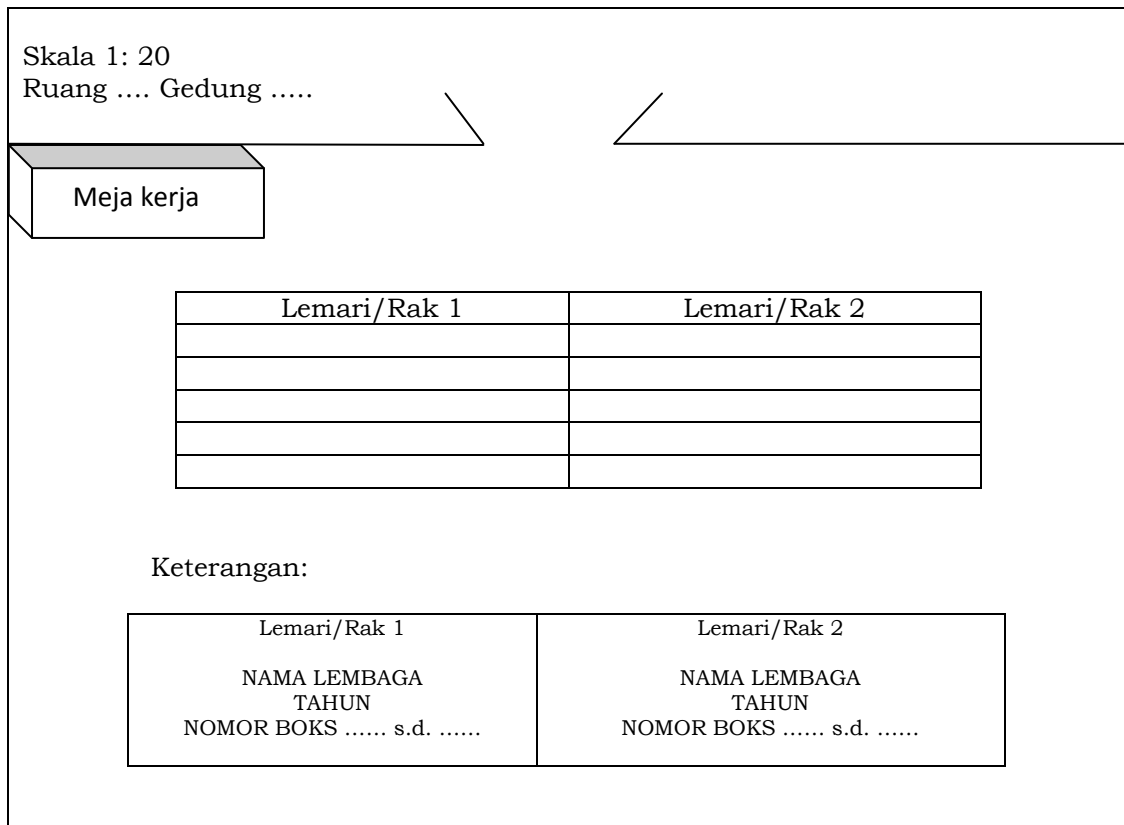 Skala 1: 20
Ruang .... Gedung .....
Meja kerja
Lemari/Rak 1 Lemari/Rak 2
Keterangan:
Lemari/Rak 1 Lemari/Rak 2
NAMA LEMBAGA NAMA LEMBAGA
TAHUN TAHUN
NOMOR BOKS ...... s.d. ...... NOMOR BOKS ...... s.d. ......